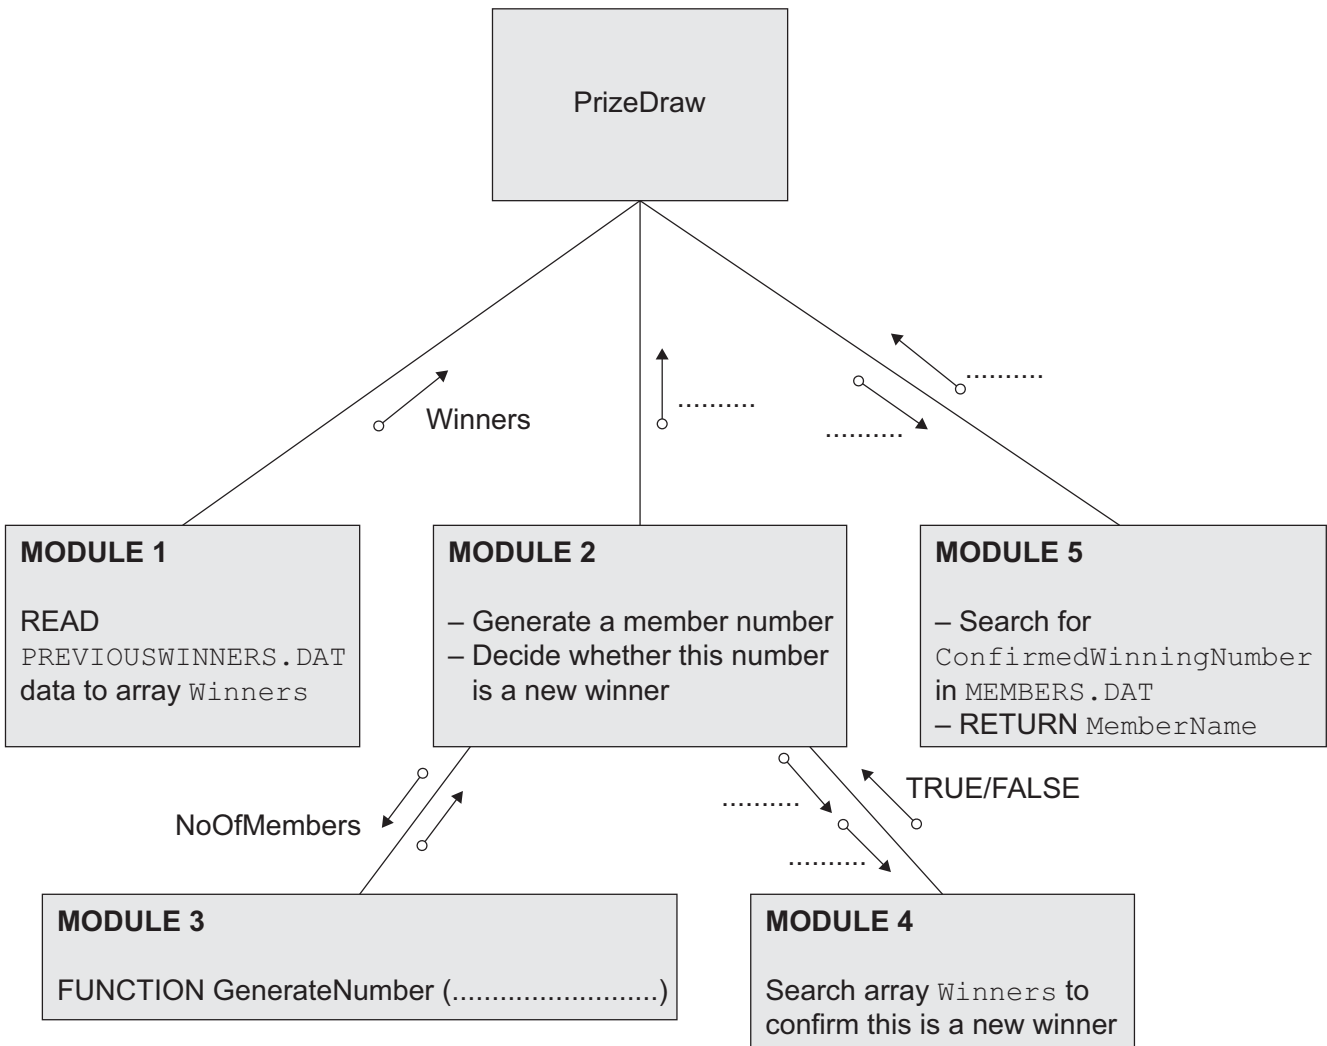 PrizeDraw
Winners
..........
..........
..........
MODULE 1
READ
PREVIOUSWINNERS.DAT
data to array Winners
MODULE 2
– Generate a member number
– Decide whether this number
is a new winner
MODULE 5
– Search for
ConfirmedWinningNumber
in MEMBERS.DAT
– RETURN MemberName
NoOfMembers
..........
..........
TRUE/FALSE
MODULE 3
FUNCTION GenerateNumber (..........................)
MODULE 4
Search array Winners to
confirm this is a new winner